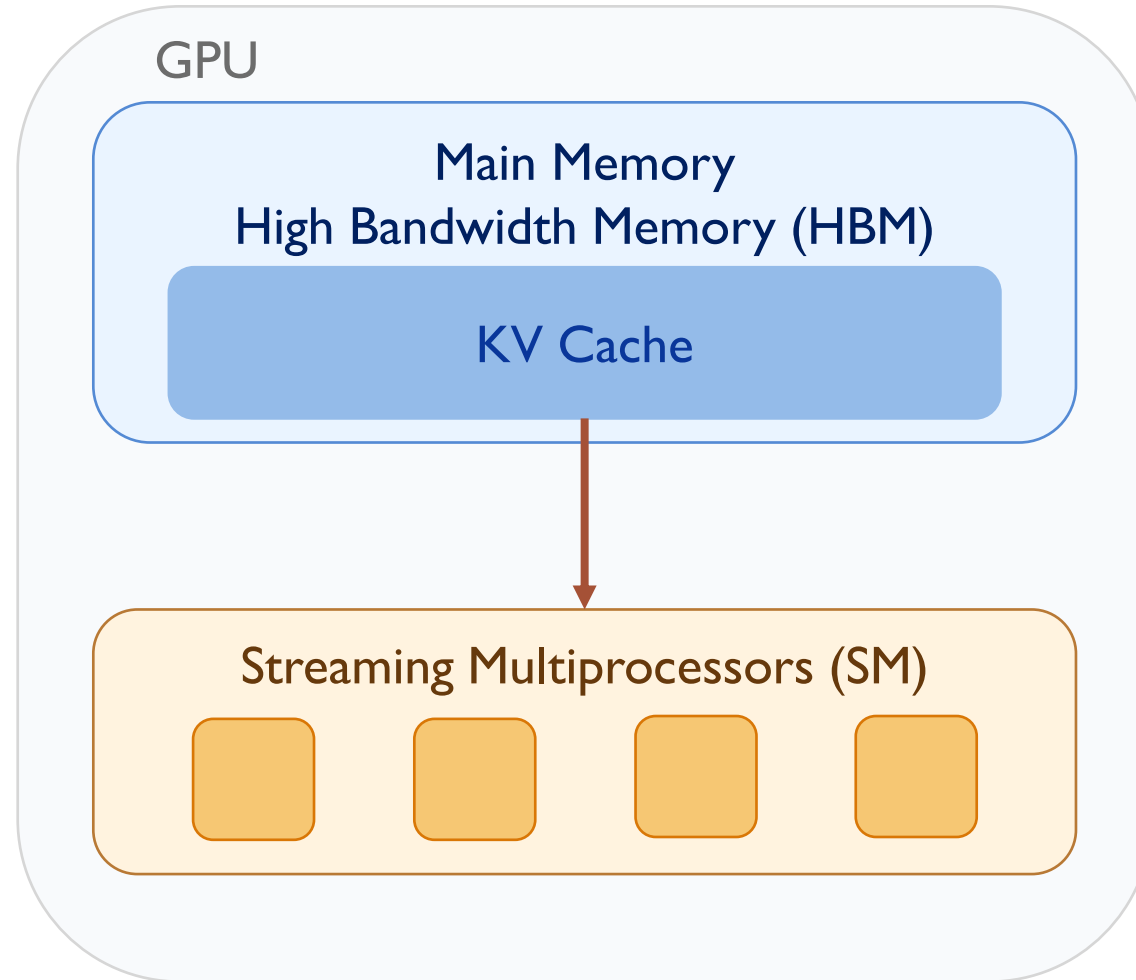 GPU
Main Memory
High Bandwidth Memory (HBM)
KV Cache
Streaming Multiprocessors (SM)